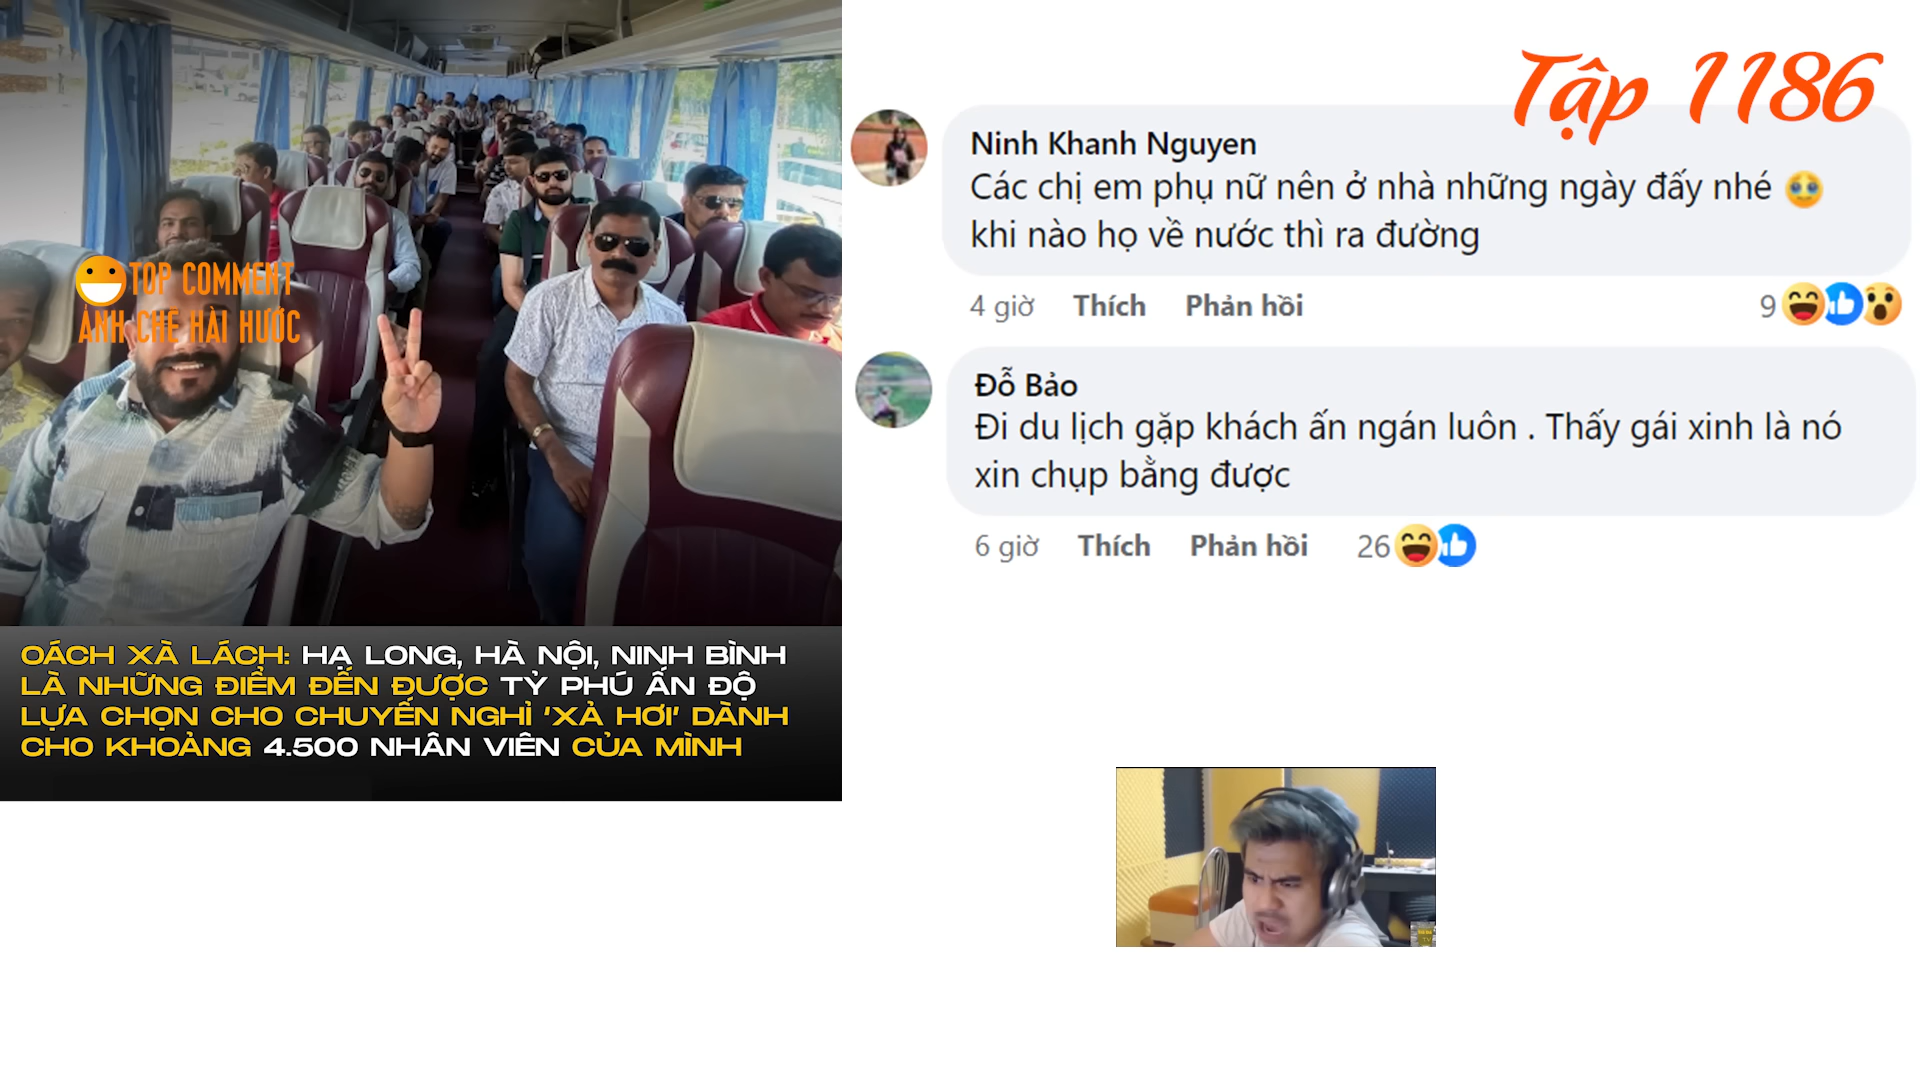 TOP COMMENT
ẢNH CHẾ HÀI HƯỚC
OÁCH XÀ LÁCH: HẠ LONG, HÀ NỘI, NINH BÌNH
LÀ NHỮNG ĐIỂM ĐẾN ĐƯỢC TỶ PHÚ ẤN ĐỘ
LỰA CHỌN CHO CHUYẾN NGHỈ ‘XẢ HƠI’ DÀNH
CHO KHOẢNG 4.500 NHÂN VIÊN CỦA MÌNH
Tập 1186
Ninh Khanh Nguyen
Các chị em phụ nữ nên ở nhà những ngày đấy nhé 🥹
khi nào họ về nước thì ra đường
4 giờ Thích Phản hồi 9
Đỗ Bảo
Đi du lịch gặp khách ấn ngán luôn . Thấy gái xinh là nó
xin chụp bằng được
6 giờ Thích Phản hồi 26